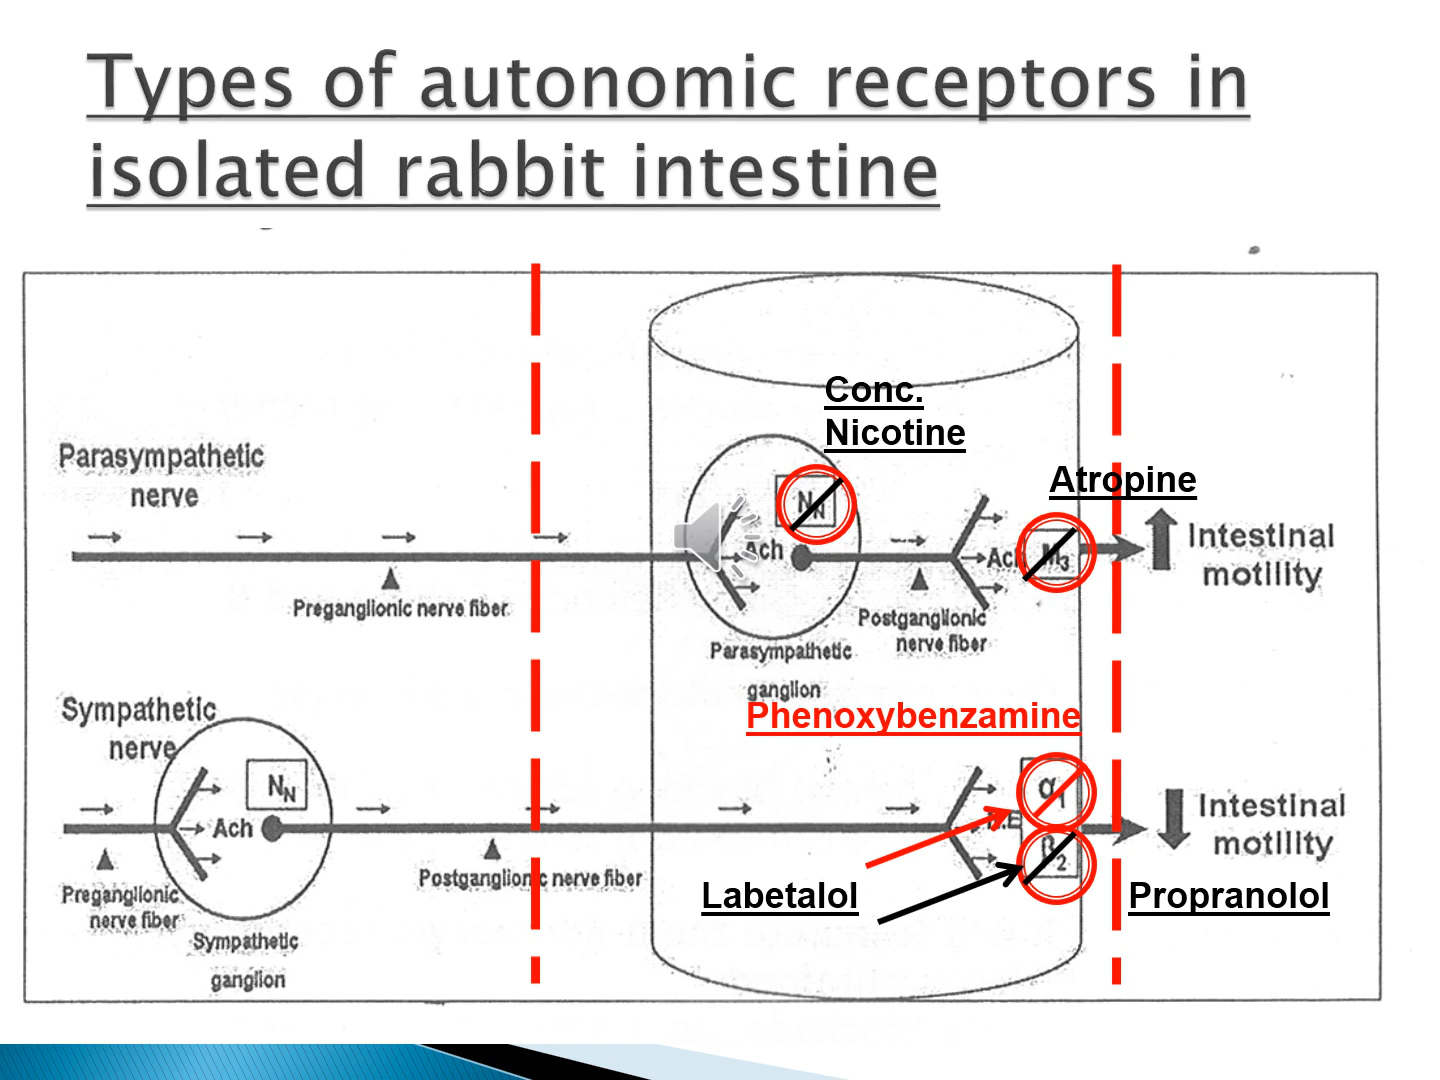 Types of autonomic receptors in
isolated rabbit intestine
Conc.
Nicotine
Parasympathetic
nerve
Atropine
N_N
Ach
Ach
M₃
Intestinal
motility
Preganglionic nerve fiber
Postganglionic
nerve fiber
Parasympathetic
ganglion
Phenoxybenzamine
Sympathetic
nerve
N_N
Ach
α₁
β₂
Intestinal
motility
Preganglionic
nerve fiber
Postganglionic nerve fiber
Labetalol
Propranolol
Sympathetic
ganglion